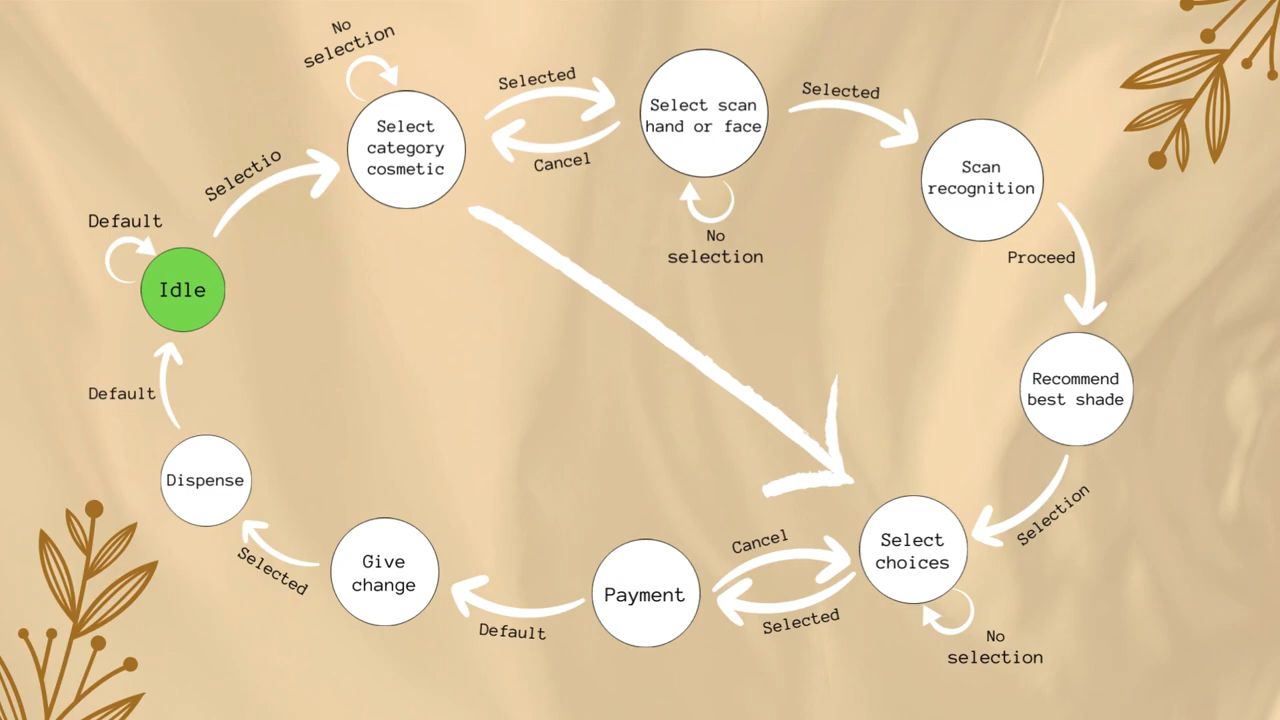 No
selection
Selected
Select scan
hand or face
Selected
Select
category
cosmetic
Cancel
Scan
recognition
Selectio
Default
No
selection
Proceed
Idle
Default
Recommend
best shade
Dispense
Selection
Selected
Give
change
Payment
Cancel
Select
choices
Default
Selected
No
selection